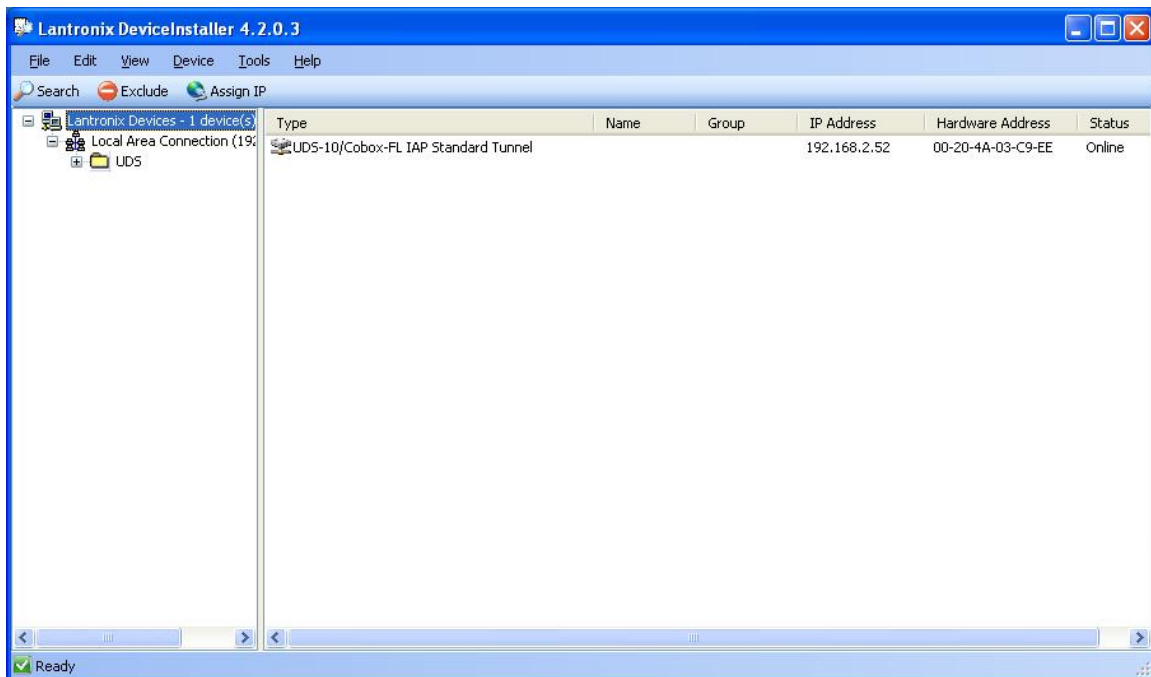 Lantronix DeviceInstaller 4.2.0.3
File Edit View Device Tools Help
Search Exclude Assign IP
Lantronix Devices - 1 device(s)
Local Area Connection (192
UDS
Type Name Group IP Address Hardware Address Status
UDS-10/Cobox-FL IAP Standard Tunnel 192.168.2.52 00-20-4A-03-C9-EE Online
Ready